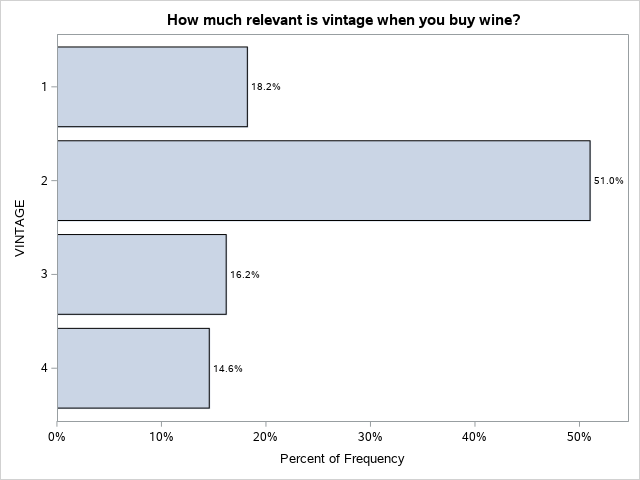 How much relevant is vintage when you buy wine?
VINTAGE
1
18.2%
2
51.0%
3
16.2%
4
14.6%
0% 10% 20% 30% 40% 50%
Percent of Frequency